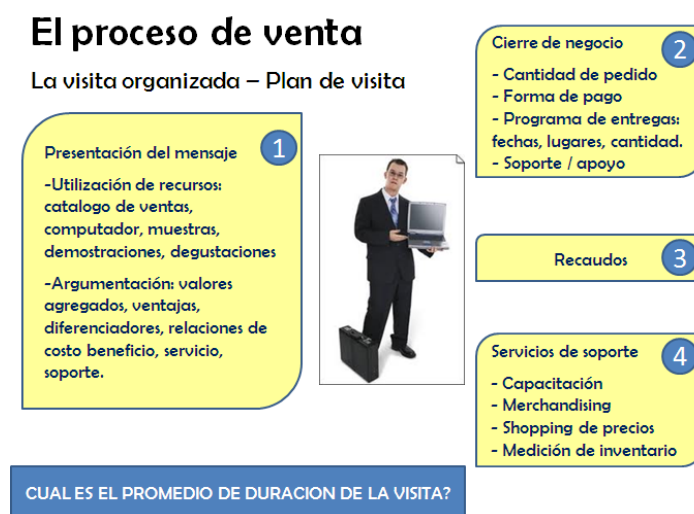 El proceso de venta
La visita organizada – Plan de visita
Presentación del mensaje
1
-Utilización de recursos:
catalogo de ventas,
computador, muestras,
demostraciones, degustaciones
-Argumentación: valores
agregados, ventajas,
diferenciadores, relaciones de
costo beneficio, servicio,
soporte.
Cierre de negocio
2
- Cantidad de pedido
- Forma de pago
- Programa de entregas:
fechas, lugares, cantidad.
- Soporte / apoyo
Recaudos
3
Servicios de soporte
4
- Capacitación
- Merchandising
- Shopping de precios
- Medición de inventario
CUAL ES EL PROMEDIO DE DURACION DE LA VISITA?